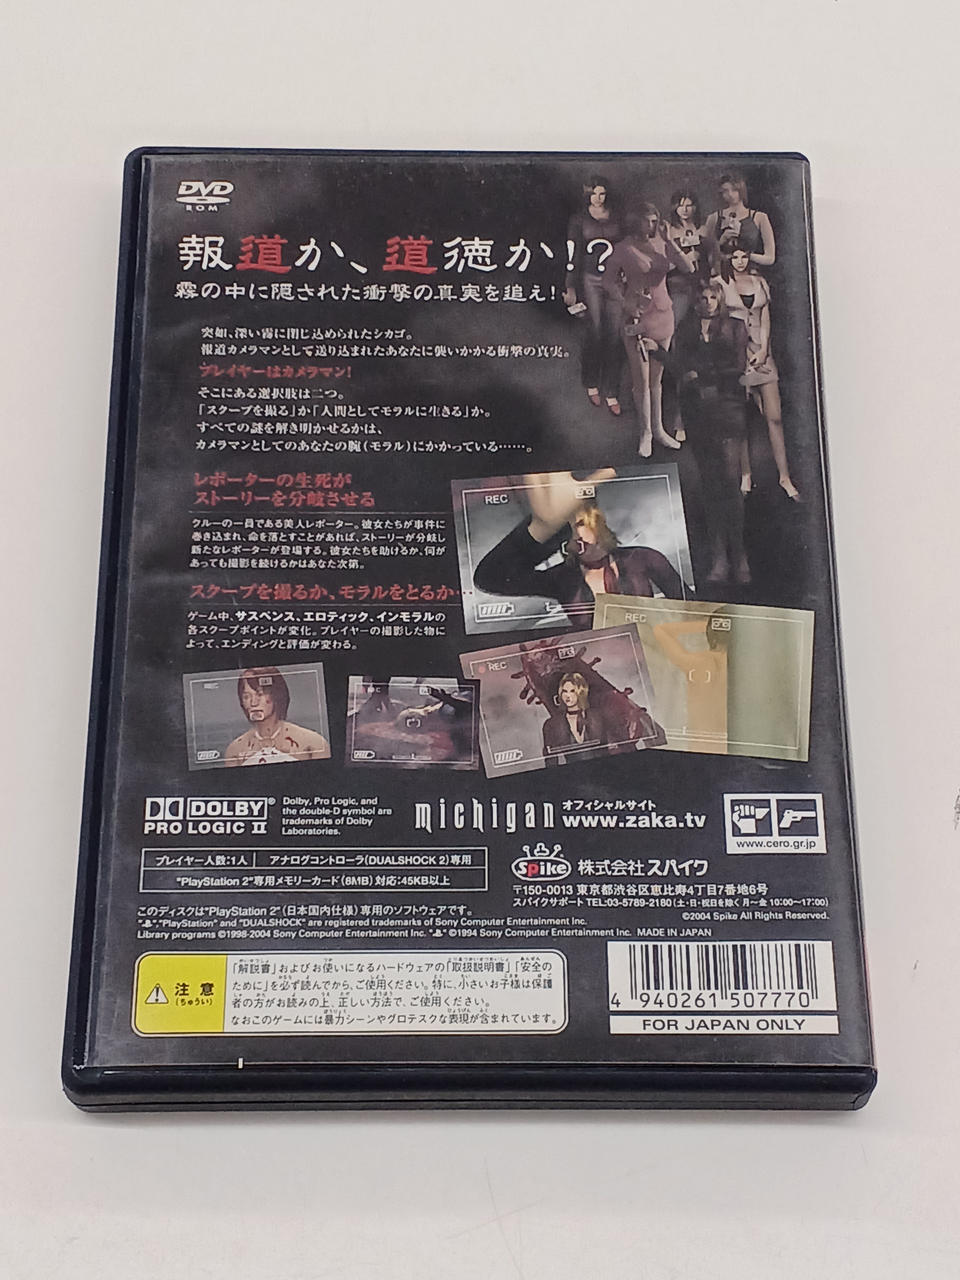 DVD
ROM
報道か、道徳か!?
霧の中に隠された衝撃の真実を追え!
突如、深い霧に閉じ込められたシカゴ。
報道カメラマンとして送り込まれたあなたに襲いかかる衝撃の真実。
プレイヤーはカメラマン!
そこにある選択肢は二つ。
「スクープを撮る」か「人間としてモラルに生きる」か。
すべての謎を解き明かせるかは、
カメラマンとしてのあなたの腕(モラル)にかかっている……。
レポーターの生死が
ストーリーを分岐させる
クルーの一員である美人レポーター。彼女たちが事件に
巻き込まれ、命を落とすことがあれば、ストーリーが分岐し
新たなレポーターが登場する。彼女たちを助けるか、何が
あっても撮影を続けるかはあなた次第。
スクープを撮るか、モラルをとるか…
ゲーム中、サスペンス、エロティック、インモラルの
各スクープポイントが変化。プレイヤーの撮影した物に
よって、エンディングと評価が変わる。
REC
REC
REC
REC
DOLBY®
PRO LOGIC II
Dolby, Pro Logic, and
the double-D symbol are
trademarks of Dolby
Laboratories.
michigan
オフィシャルサイト
www.zaka.tv
www.cero.gr.jp
プレイヤー人数:1人 アナログコントローラ(DUALSHOCK 2)専用
"PlayStation 2"専用メモリーカード(8MB)対応:45KB以上
Spike 株式会社スパイク
〒150-0013 東京都渋谷区恵比寿4丁目7番地6号
スパイクサポート TEL:03-5789-2180(土・日・祝日を除く 月〜金 10:00〜17:00)
©2004 Spike All Rights Reserved.
このディスクは"PlayStation 2"(日本国内仕様)専用のソフトウェアです。
"PlayStation" and "DUALSHOCK" are registered trademarks of Sony Computer Entertainment Inc.
Library programs ©1998-2004 Sony Computer Entertainment Inc. ©1994 Sony Computer Entertainment Inc. MADE IN JAPAN
注意
(ちゅうい)
「解説書」およびお使いになるハードウェアの「取扱説明書」「安全の
ために」を必ず読んでから、ご使用ください。特に、小さいお子様は保護
者の方がお読みの上、正しい方法で、ご使用ください。
なおこのゲームには暴力シーンやグロテスクな表現が含まれています。
4 940261 507770
FOR JAPAN ONLY